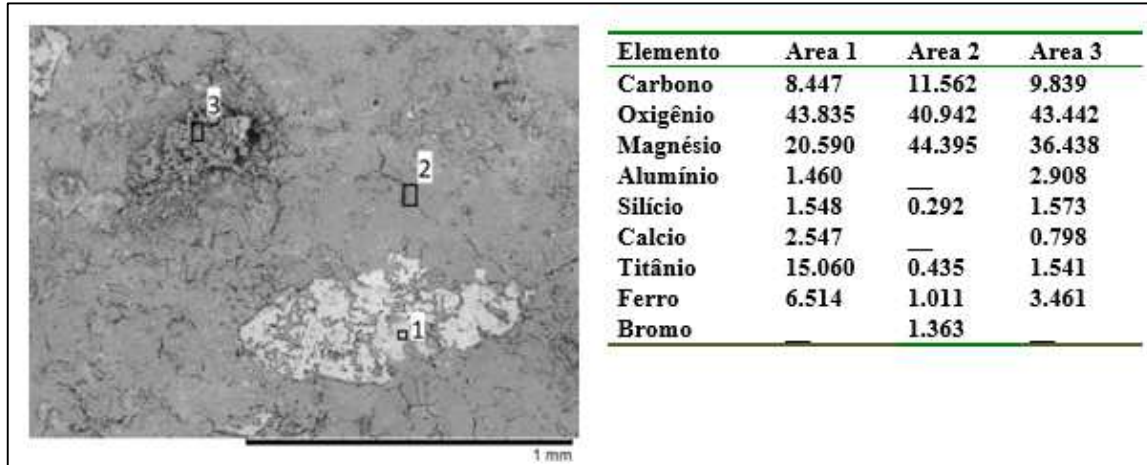 3
2
1
1 mm
Elemento Area 1 Area 2 Area 3
Carbono 8.447 11.562 9.839
Oxigênio 43.835 40.942 43.442
Magnésio 20.590 44.395 36.438
Alumínio 1.460 __ 2.908
Silício 1.548 0.292 1.573
Calcio 2.547 __ 0.798
Titânio 15.060 0.435 1.541
Ferro 6.514 1.011 3.461
Bromo __ 1.363 __